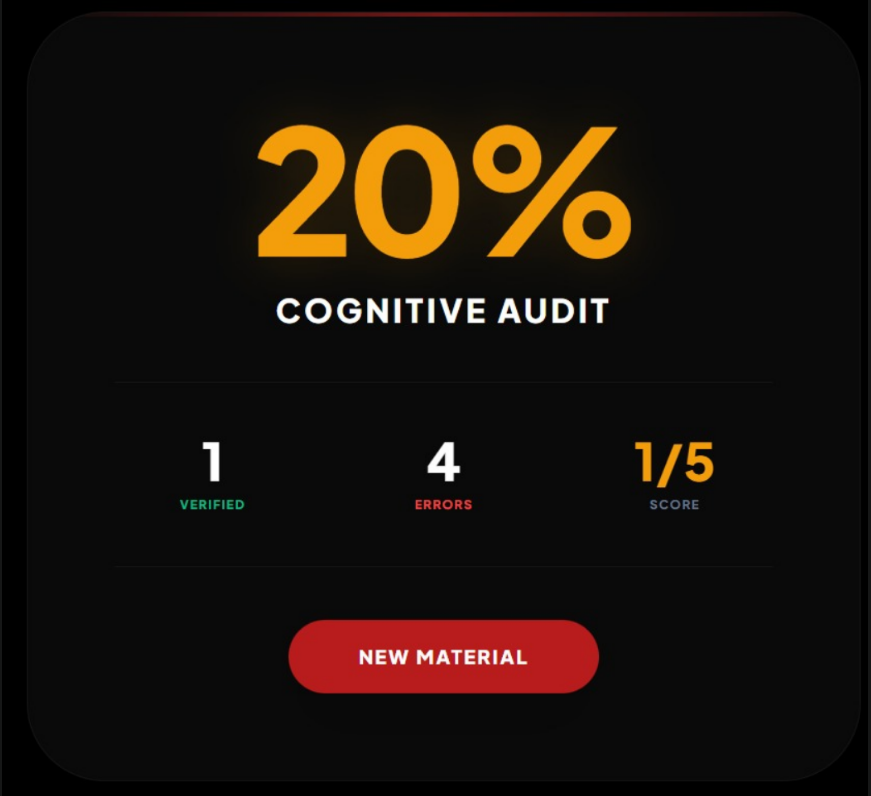 20%
COGNITIVE AUDIT
1 4 1/5
VERIFIED ERRORS SCORE
NEW MATERIAL